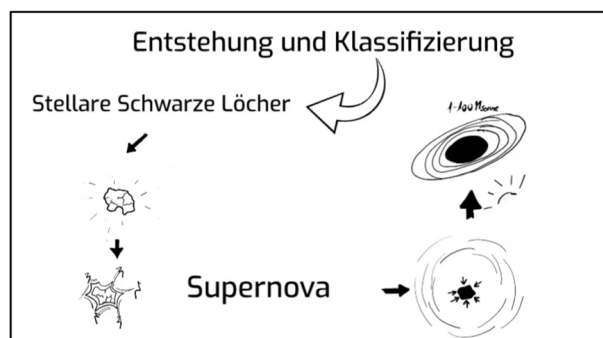 Entstehung und Klassifizierung
Stellare Schwarze Löcher
1-100 Msonne
Supernova